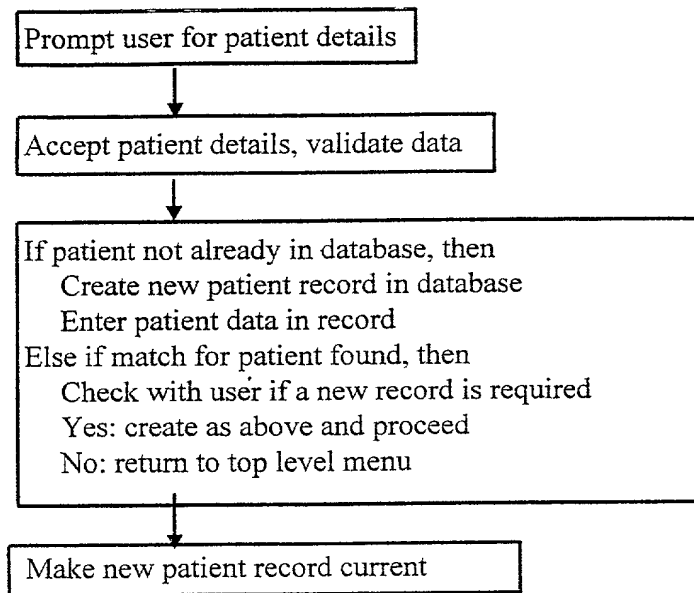 Prompt user for patient details
Accept patient details, validate data
If patient not already in database, then
Create new patient record in database
Enter patient data in record
Else if match for patient found, then
Check with user if a new record is required
Yes: create as above and proceed
No: return to top level menu
Make new patient record current